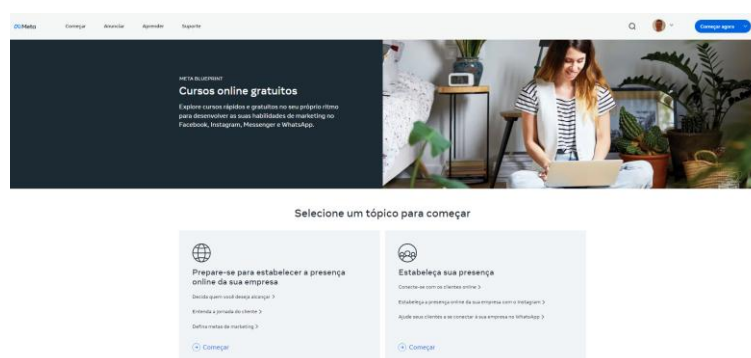 Meta
Começar
Anunciar
Aprender
Suporte
Começar agora
META BLUEPRINT
Cursos online gratuitos
Explore cursos rápidos e gratuitos no seu próprio ritmo
para desenvolver as suas habilidades de marketing no
Facebook, Instagram, Messenger e WhatsApp.
Selecione um tópico para começar
Prepare-se para estabelecer a presença
online da sua empresa
Decida quem você deseja alcançar >
Entenda a jornada do cliente >
Defina metas de marketing >
Começar
Estabeleça sua presença
Conecte-se com os clientes online >
Estabeleça a presença online da sua empresa com o Instagram >
Ajude seus clientes a se conectar à sua empresa no WhatsApp >
Começar